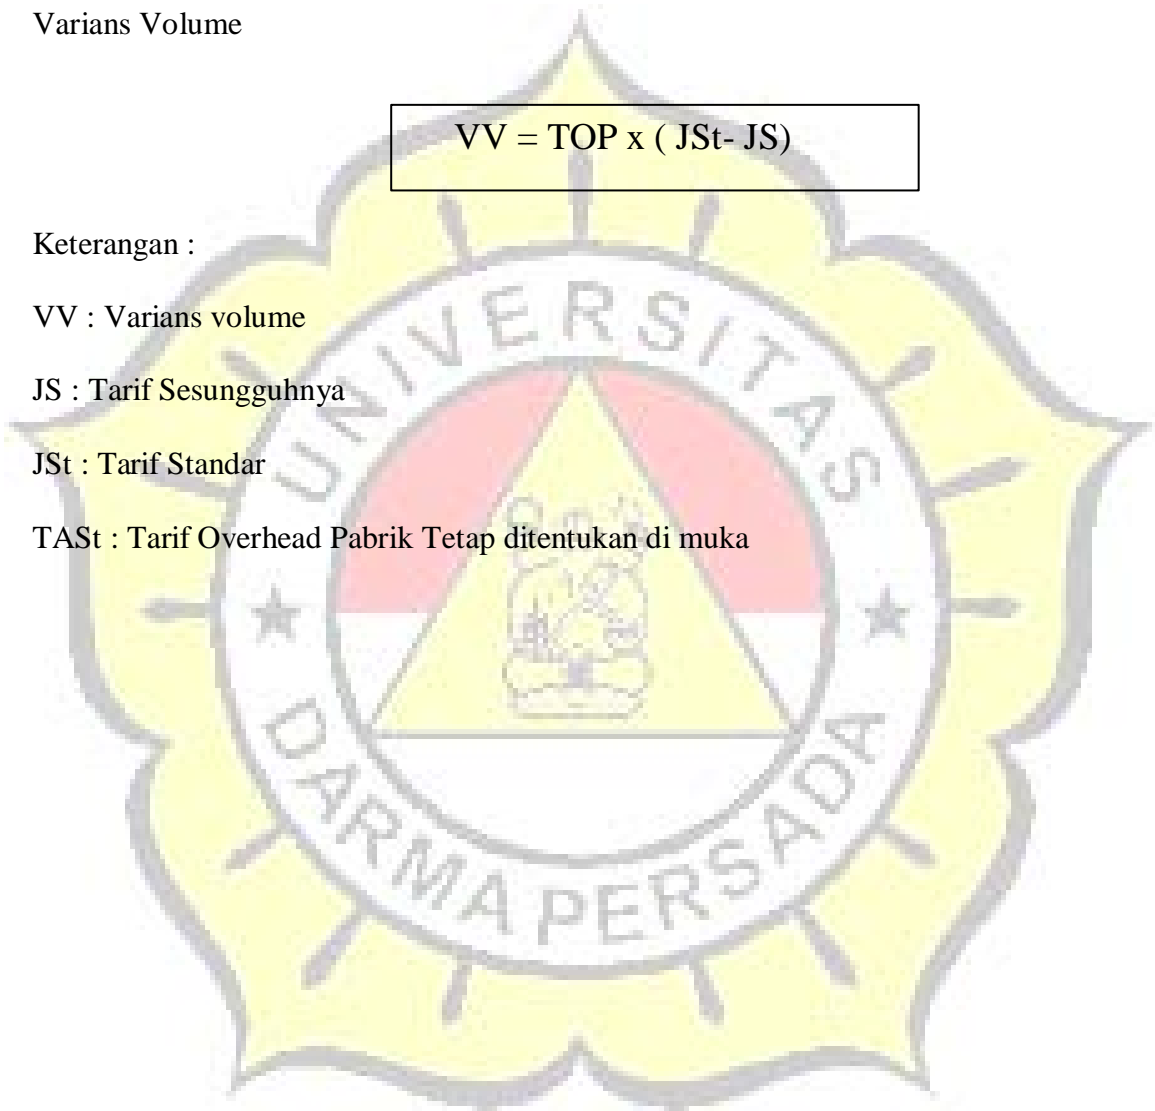 Varians Volume
VV = TOP x ( JSt- JS)
Keterangan :
VV : Varians volume
JS : Tarif Sesungguhnya
JSt : Tarif Standar
TASt : Tarif Overhead Pabrik Tetap ditentukan di muka
UNIVERSITAS
DARMA PERSADA